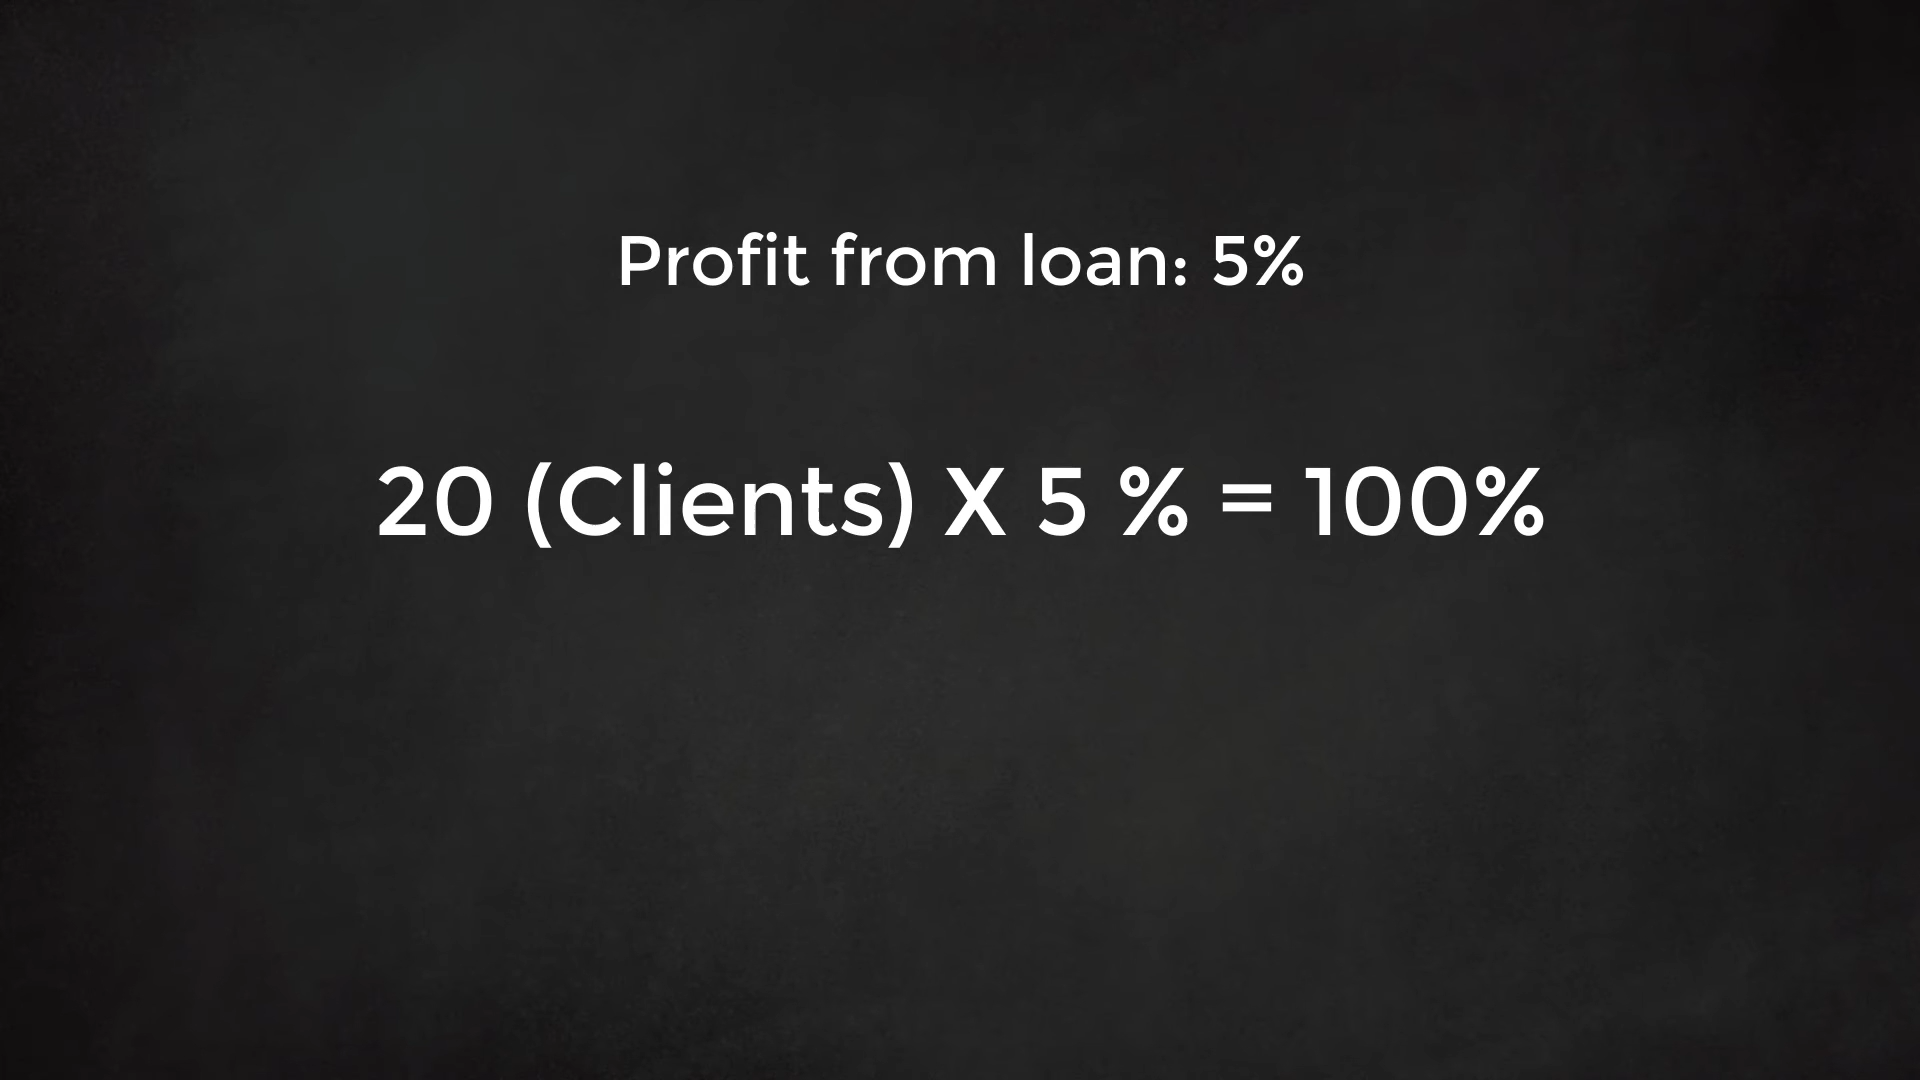 Profit from loan: 5%
20 (Clients) X 5 % = 100%